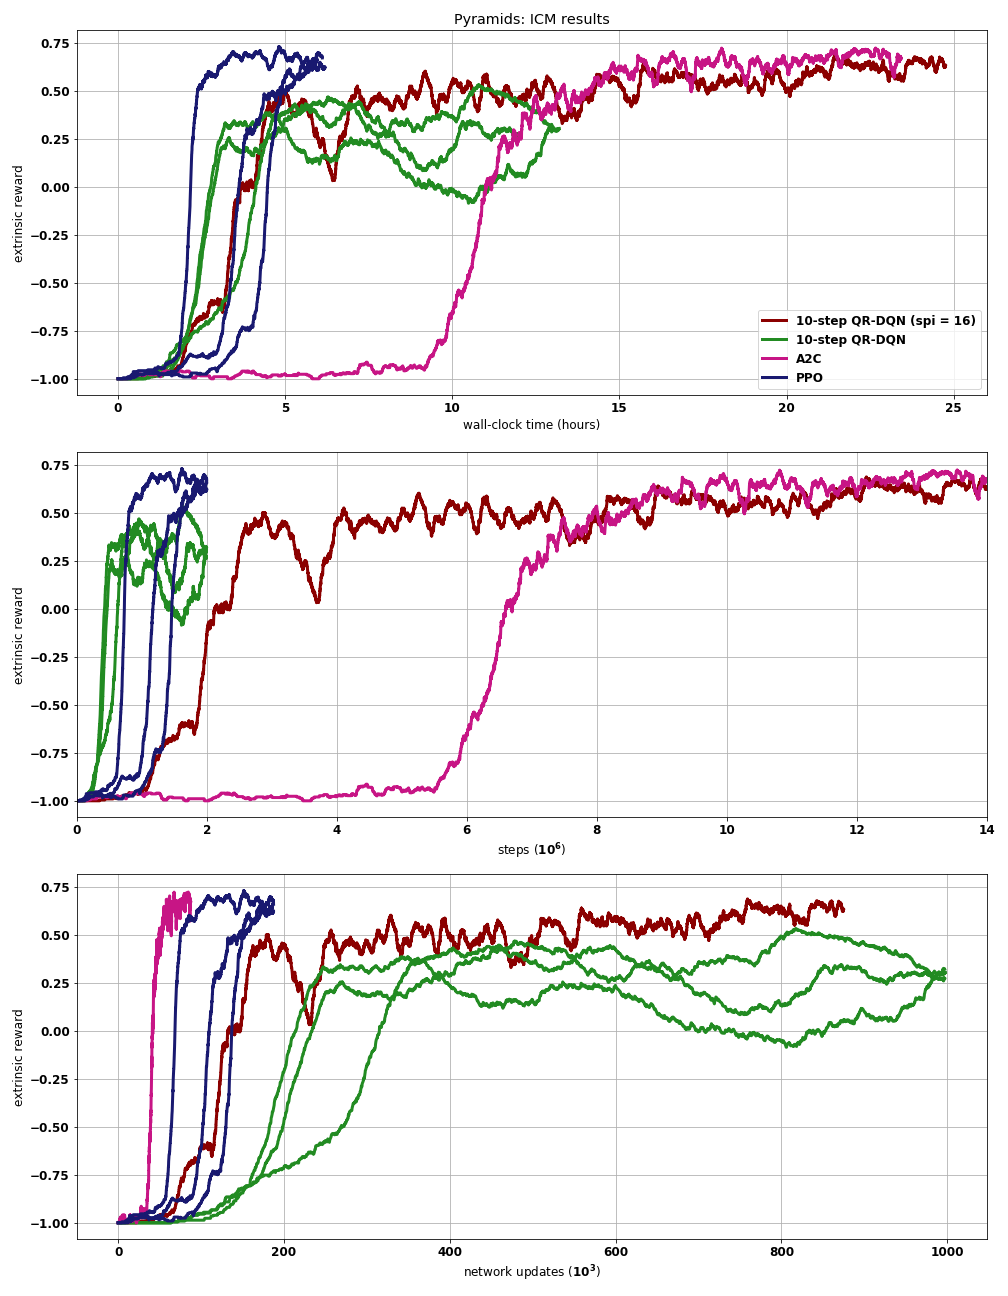 Pyramids: ICM results
0.75
0.50
0.25
0.00
−0.25
−0.50
−0.75
−1.00
extrinsic reward
10-step QR-DQN (spi = 16)
10-step QR-DQN
A2C
PPO
0 5 10 15 20 25
wall-clock time (hours)
0.75
0.50
0.25
0.00
−0.25
−0.50
−0.75
−1.00
extrinsic reward
0 2 4 6 8 10 12 14
steps (10⁶)
0.75
0.50
0.25
0.00
−0.25
−0.50
−0.75
−1.00
extrinsic reward
0 200 400 600 800 1000
network updates (10³)